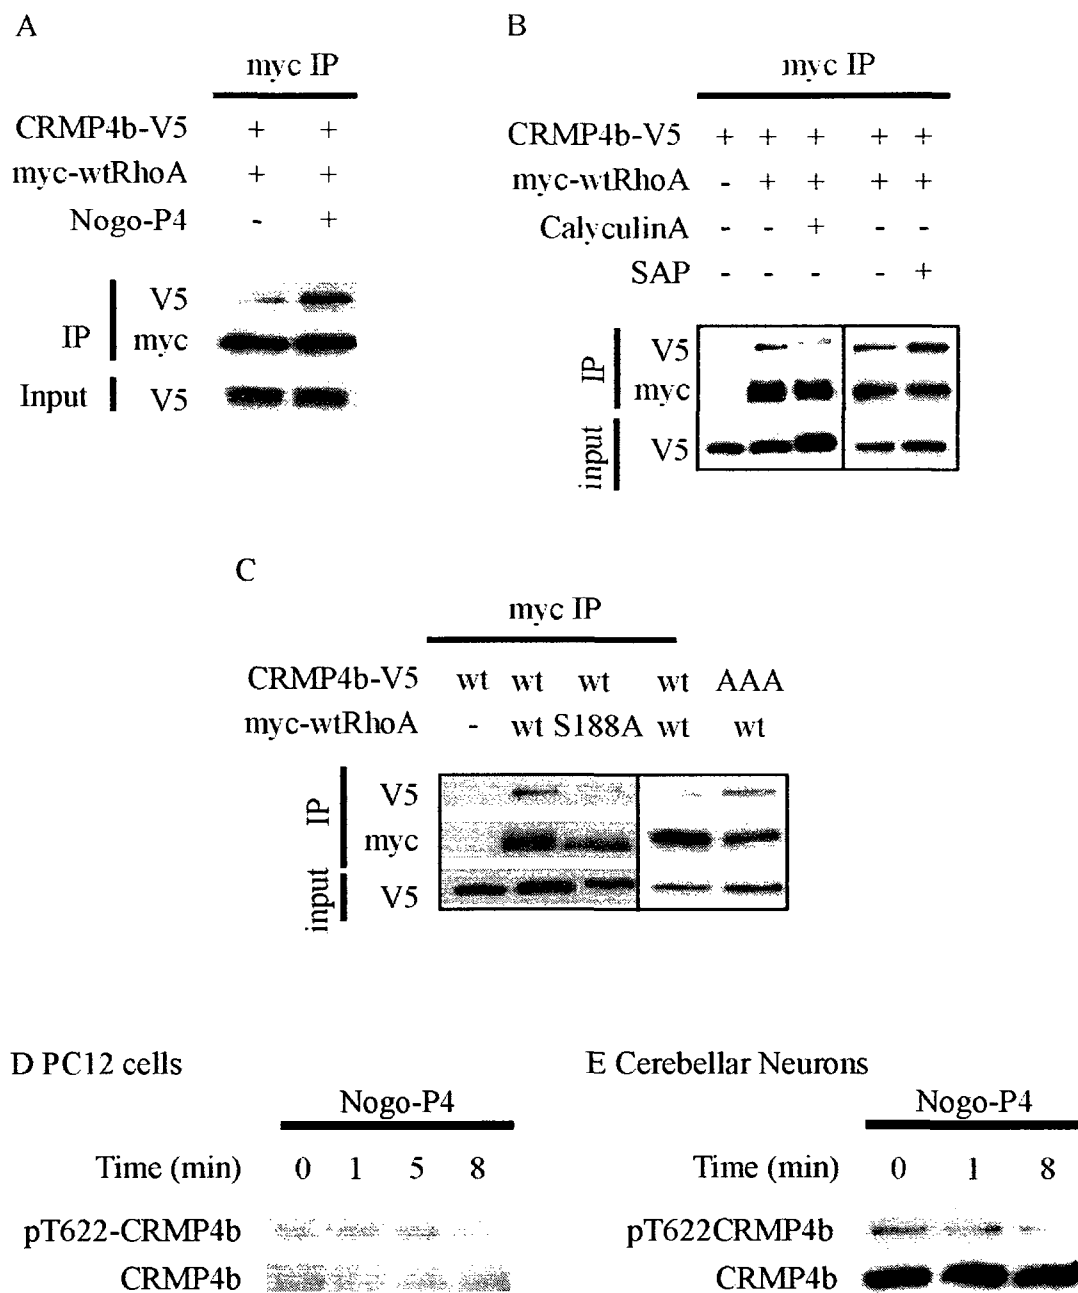 A
myc IP
CRMP4b-V5 + +
myc-wtRhoA + +
Nogo-P4 - +
IP
V5
myc
Input V5
B
myc IP
CRMP4b-V5 + + + + +
myc-wtRhoA - + + + +
CalyculinA - - + - -
SAP - - - - +
IP
V5
myc
input
V5
C
myc IP
CRMP4b-V5 wt wt wt wt AAA
myc-wtRhoA - wt S188A wt wt
IP
V5
myc
input
V5
D PC12 cells
Nogo-P4
Time (min) 0 1 5 8
pT622-CRMP4b
CRMP4b
E Cerebellar Neurons
Nogo-P4
Time (min) 0 1 8
pT622CRMP4b
CRMP4b